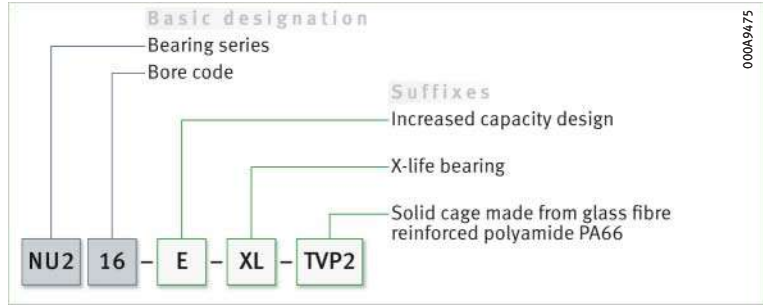 Basic designation
Bearing series
Bore code
Suffixes
Increased capacity design
X-life bearing
Solid cage made from glass fibre
reinforced polyamide PA66
NU2 16 – E – XL – TVP2
000A9475